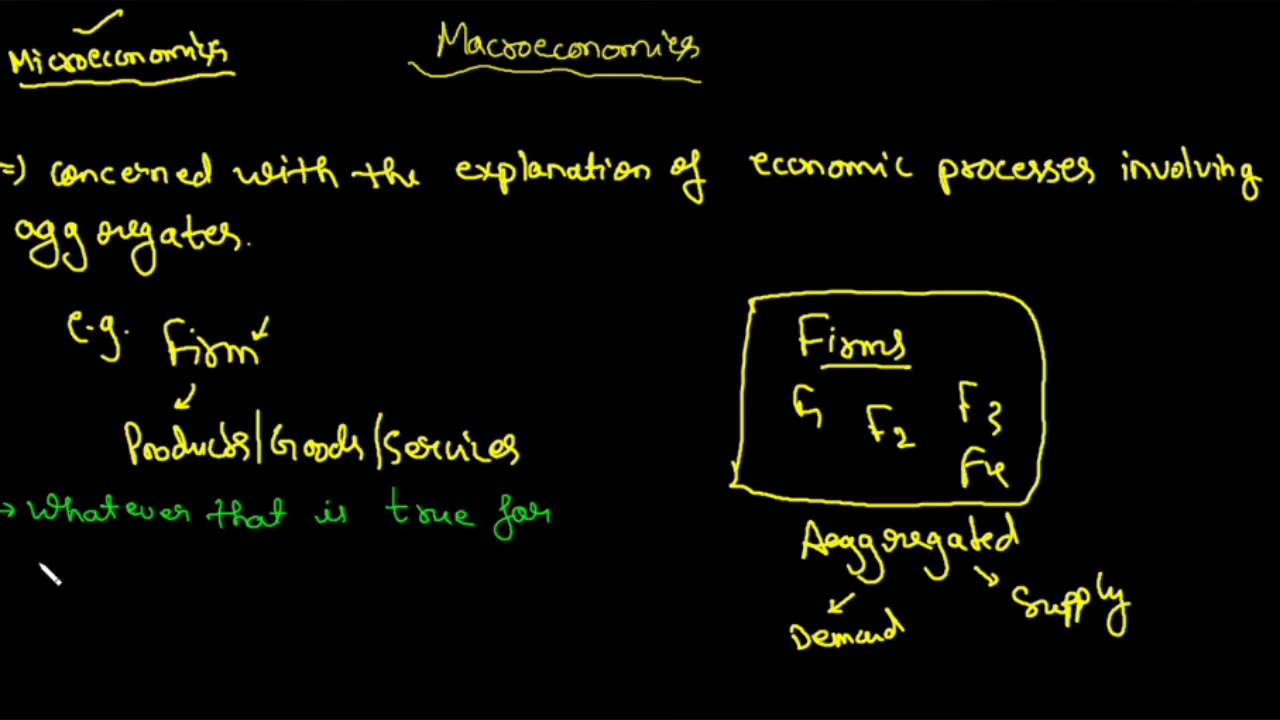 Microeconomics Macroeconomics
=> concerned with the explanation of economic processes involving
aggregates.
e.g. Firm
Products/Goods/Services
→ Whatever that is true for
Firms
F1 F2 F3
F4
Aeggregated
Demand Supply